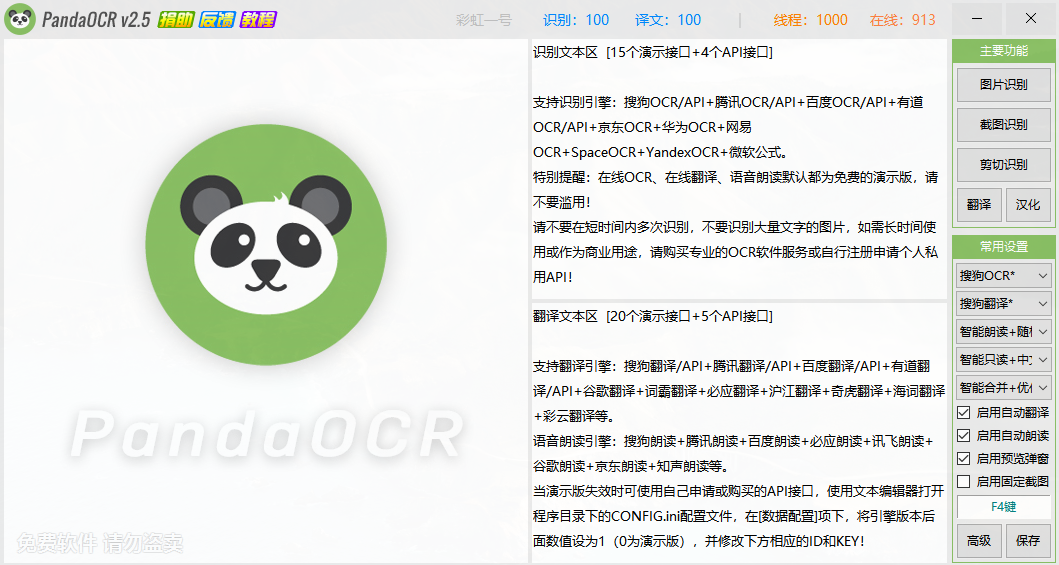 PandaOCR v2.5 捐助 反馈 教程 彩虹一号 识别：100 译文：100 | 线程：1000 在线：913
识别文本区 [15个演示接口+4个API接口]
支持识别引擎：搜狗OCR/API+腾讯OCR/API+百度OCR/API+有道
OCR/API+京东OCR+华为OCR+网易
OCR+SpaceOCR+YandexOCR+微软公式。
特别提醒：在线OCR、在线翻译、语音朗读默认都为免费的演示版，请
不要滥用！
请不要在短时间内多次识别，不要识别大量文字的图片，如需长时间使
用或作为商业用途，请购买专业的OCR软件服务或自行注册申请个人私
用API！
翻译文本区 [20个演示接口+5个API接口]
支持翻译引擎：搜狗翻译/API+腾讯翻译/API+百度翻译/API+有道翻
译/API+谷歌翻译+词霸翻译+必应翻译+沪江翻译+奇虎翻译+海词翻译
+彩云翻译等。
语音朗读引擎：搜狗朗读+腾讯朗读+百度朗读+必应朗读+讯飞朗读+
谷歌朗读+京东朗读+知声朗读等。
当演示版失效时可使用自己申请或购买的API接口，使用文本编辑器打开
程序目录下的CONFIG.ini配置文件，在[数据配置]项下，将引擎版本后
面数值设为1（0为演示版），并修改下方相应的ID和KEY！
PandaOCR
免费软件 请勿盗卖
主要功能
图片识别
截图识别
剪切识别
翻译 汉化
常用设置
搜狗OCR*
搜狗翻译*
智能朗读+随
智能只读+中
智能合并+优
启用自动翻译
启用自动朗读
启用预览弹窗
启用固定截图
F4键
高级 保存